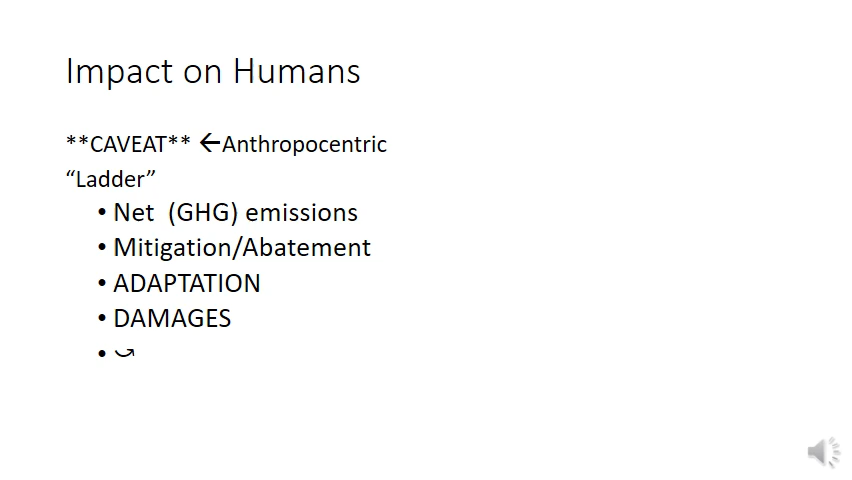 Impact on Humans
**CAVEAT** ←Anthropocentric
“Ladder”
• Net  (GHG) emissions
• Mitigation/Abatement
• ADAPTATION
• DAMAGES
• ⤻